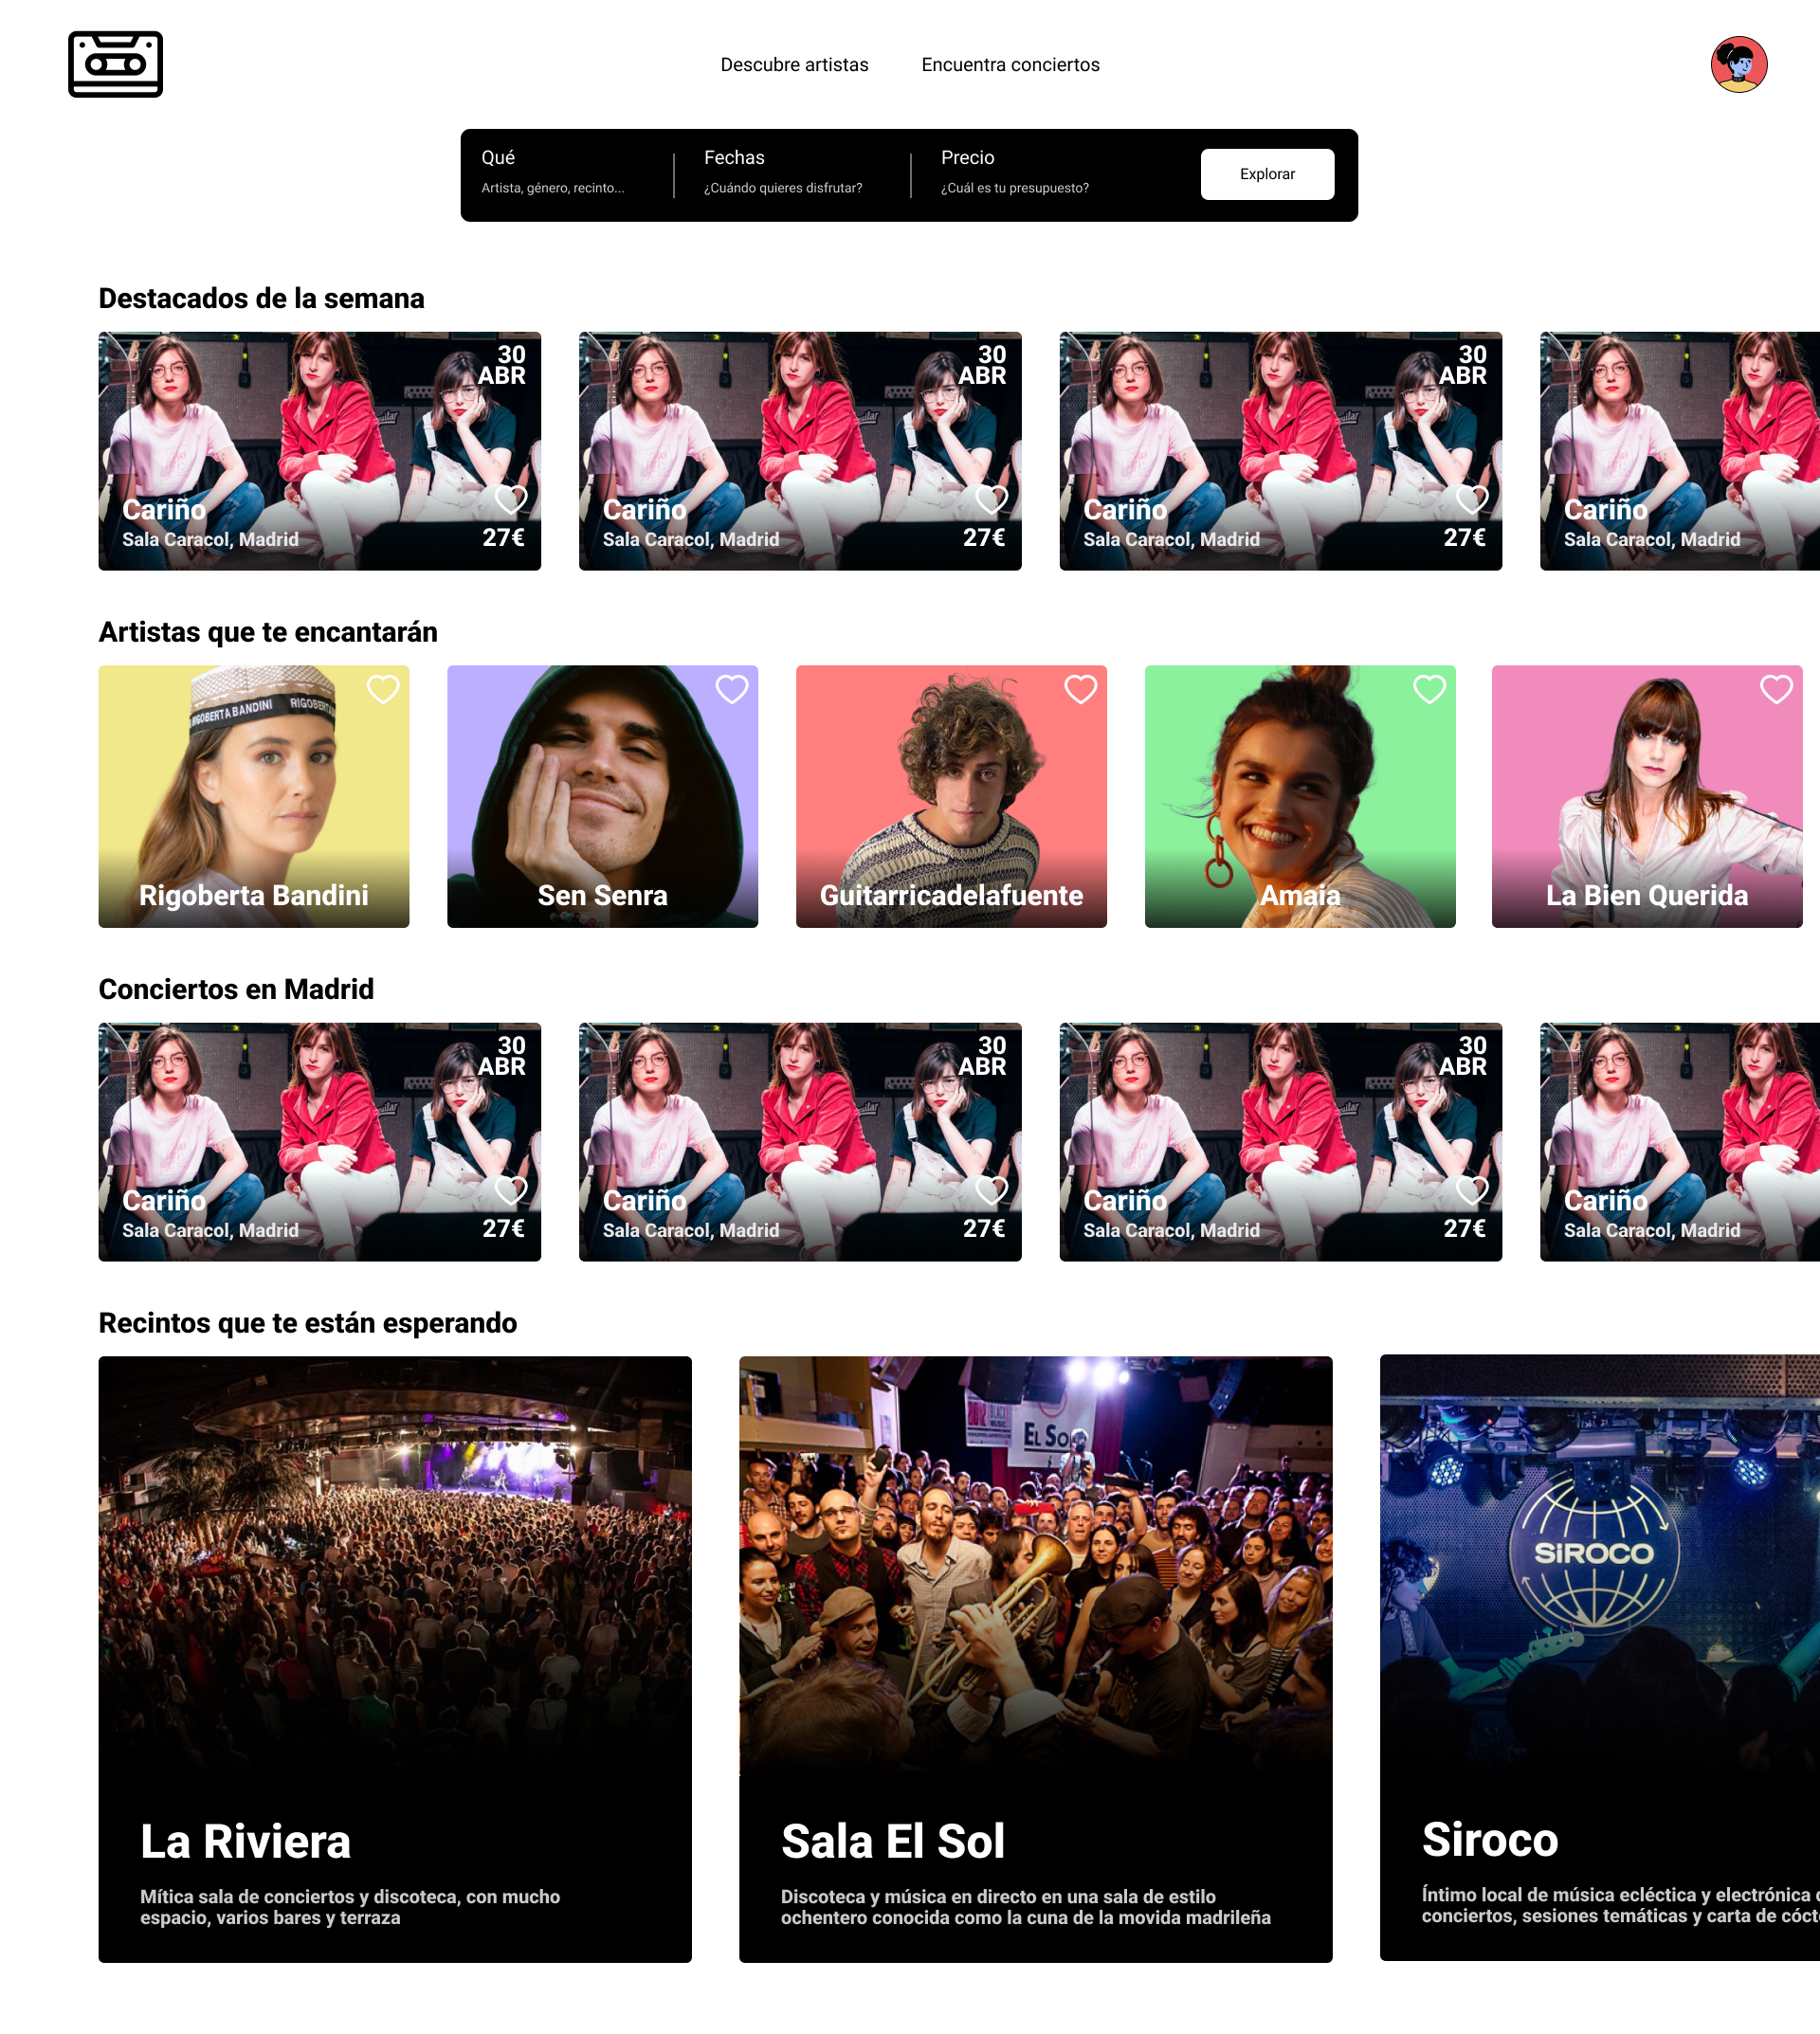 Descubre artistas
Encuentra conciertos
Qué
Artista, género, recinto...
Fechas
¿Cuándo quieres disfrutar?
Precio
¿Cuál es tu presupuesto?
Explorar
Destacados de la semana
30
ABR
Cariño
Sala Caracol, Madrid
27€
30
ABR
Cariño
Sala Caracol, Madrid
27€
30
ABR
Cariño
Sala Caracol, Madrid
27€
Cariño
Sala Caracol, Madrid
Artistas que te encantarán
RIGOBERTA BANDINI
Rigoberta Bandini
Sen Senra
Guitarricadelafuente
Amaia
La Bien Querida
Conciertos en Madrid
30
ABR
Cariño
Sala Caracol, Madrid
27€
30
ABR
Cariño
Sala Caracol, Madrid
27€
30
ABR
Cariño
Sala Caracol, Madrid
27€
Cariño
Sala Caracol, Madrid
Recintos que te están esperando
La Riviera
Mítica sala de conciertos y discoteca, con mucho
espacio, varios bares y terraza
EL SOL
Sala El Sol
Discoteca y música en directo en una sala de estilo
ochentero conocida como la cuna de la movida madrileña
SiROCO
Siroco
Íntimo local de música ecléctica y electrónica
conciertos, sesiones temáticas y carta de